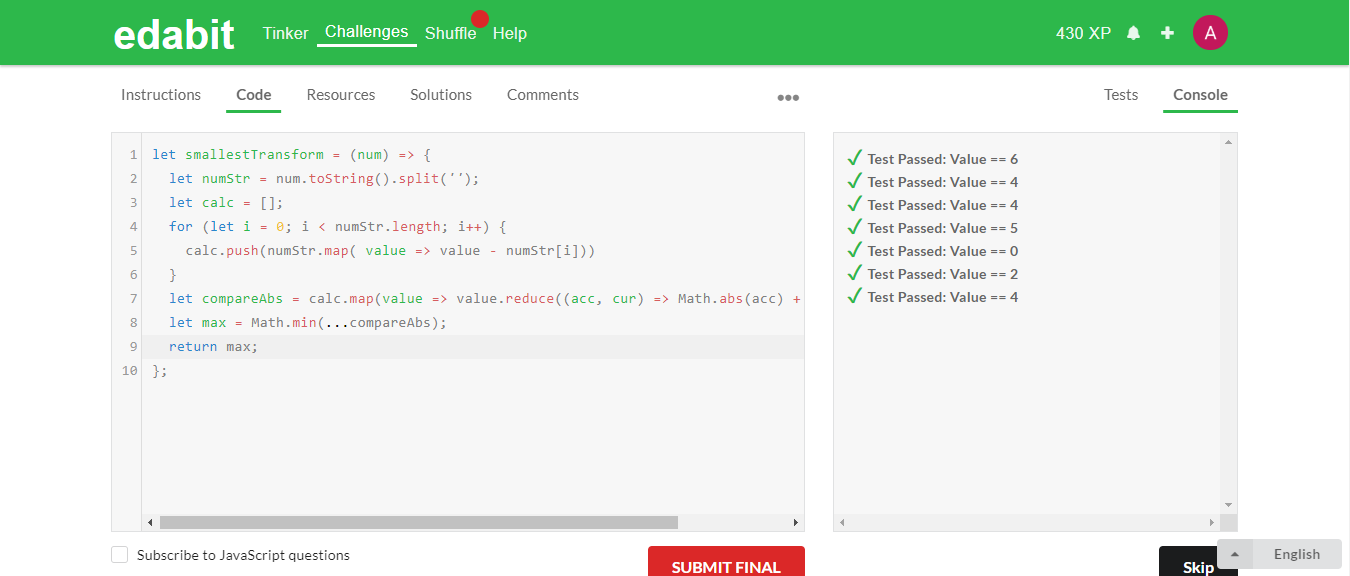 edabit Tinker Challenges Shuffle Help 430 XP A
Instructions Code Resources Solutions Comments Tests Console
1 let smallestTransform = (num) => {
2 let numStr = num.toString().split('');
3 let calc = [];
4 for (let i = 0; i < numStr.length; i++) {
5 calc.push(numStr.map( value => value - numStr[i]))
6 }
7 let compareAbs = calc.map(value => value.reduce((acc, cur) => Math.abs(acc) +
8 let max = Math.min(...compareAbs);
9 return max;
10 };
Test Passed: Value == 6
Test Passed: Value == 4
Test Passed: Value == 4
Test Passed: Value == 5
Test Passed: Value == 0
Test Passed: Value == 2
Test Passed: Value == 4
Subscribe to JavaScript questions
SUBMIT FINAL
Skip
English